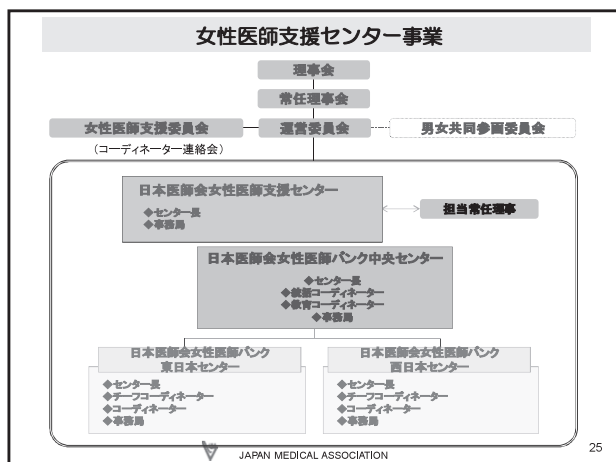 女性医師支援センター事業
理事会
常任理事会
女性医師支援委員会
運営委員会
男女共同参画委員会
(コーディネーター連絡会)
日本医師会女性医師支援センター
◆センター長
◆事務局
担当常任理事
日本医師会女性医師バンク中央センター
◆センター長
◆就業コーディネーター
◆教育コーディネーター
◆事務局
日本医師会女性医師バンク
東日本センター
◆センター長
◆チーフコーディネーター
◆コーディネーター
◆事務局
日本医師会女性医師バンク
西日本センター
◆センター長
◆チーフコーディネーター
◆コーディネーター
◆事務局
JAPAN MEDICAL ASSOCIATION
25